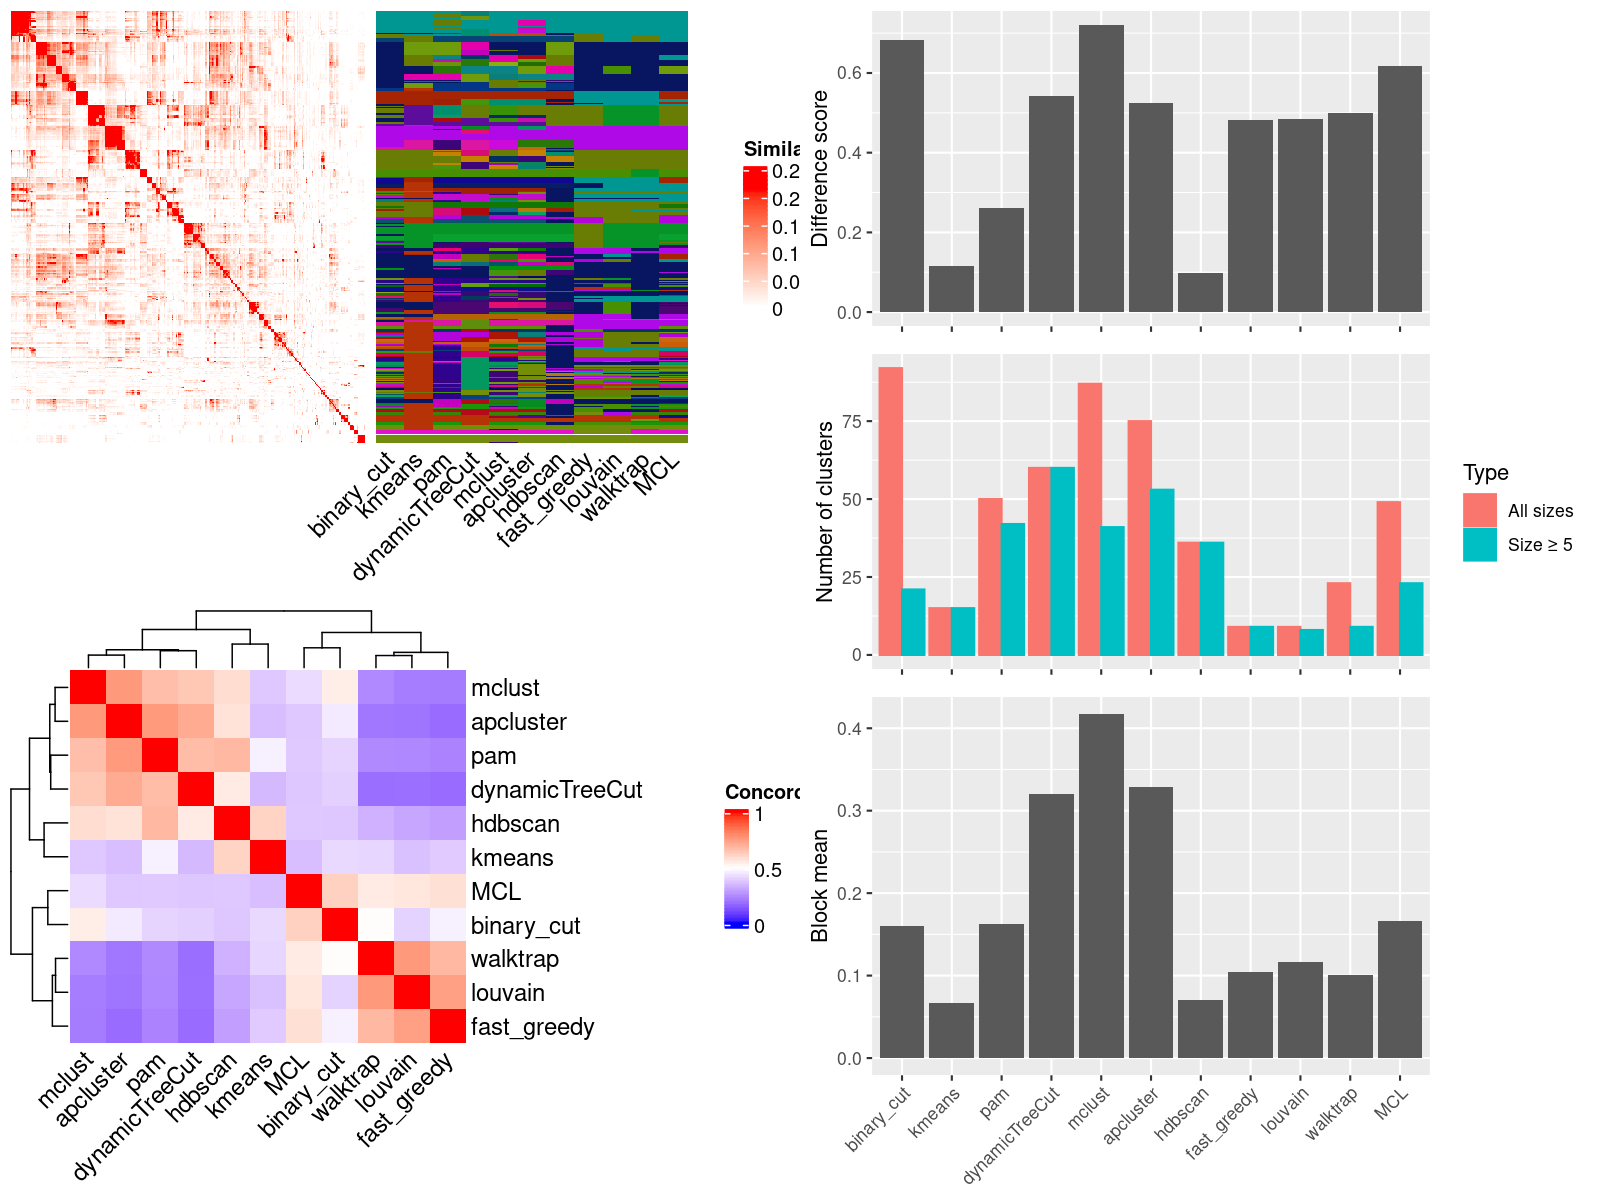 Simila
0.2
0.2
0.1
0.1
0.0
0
binary_cut
kmeans
pam
dynamicTreeCut
mclust
apcluster
hdbscan
fast_greedy
louvain
walktrap
MCL
Difference score
0.6
0.4
0.2
0.0
Number of clusters
75
50
25
0
Type
All sizes
Size ≥ 5
mclust
apcluster
pam
dynamicTreeCut
hdbscan
kmeans
MCL
binary_cut
walktrap
louvain
fast_greedy
mclust
apcluster
pam
dynamicTreeCut
hdbscan
kmeans
MCL
binary_cut
walktrap
louvain
fast_greedy
Concord
1
0.5
0
Block mean
0.4
0.3
0.2
0.1
0.0
binary_cut
kmeans
pam
dynamicTreeCut
mclust
apcluster
hdbscan
fast_greedy
louvain
walktrap
MCL